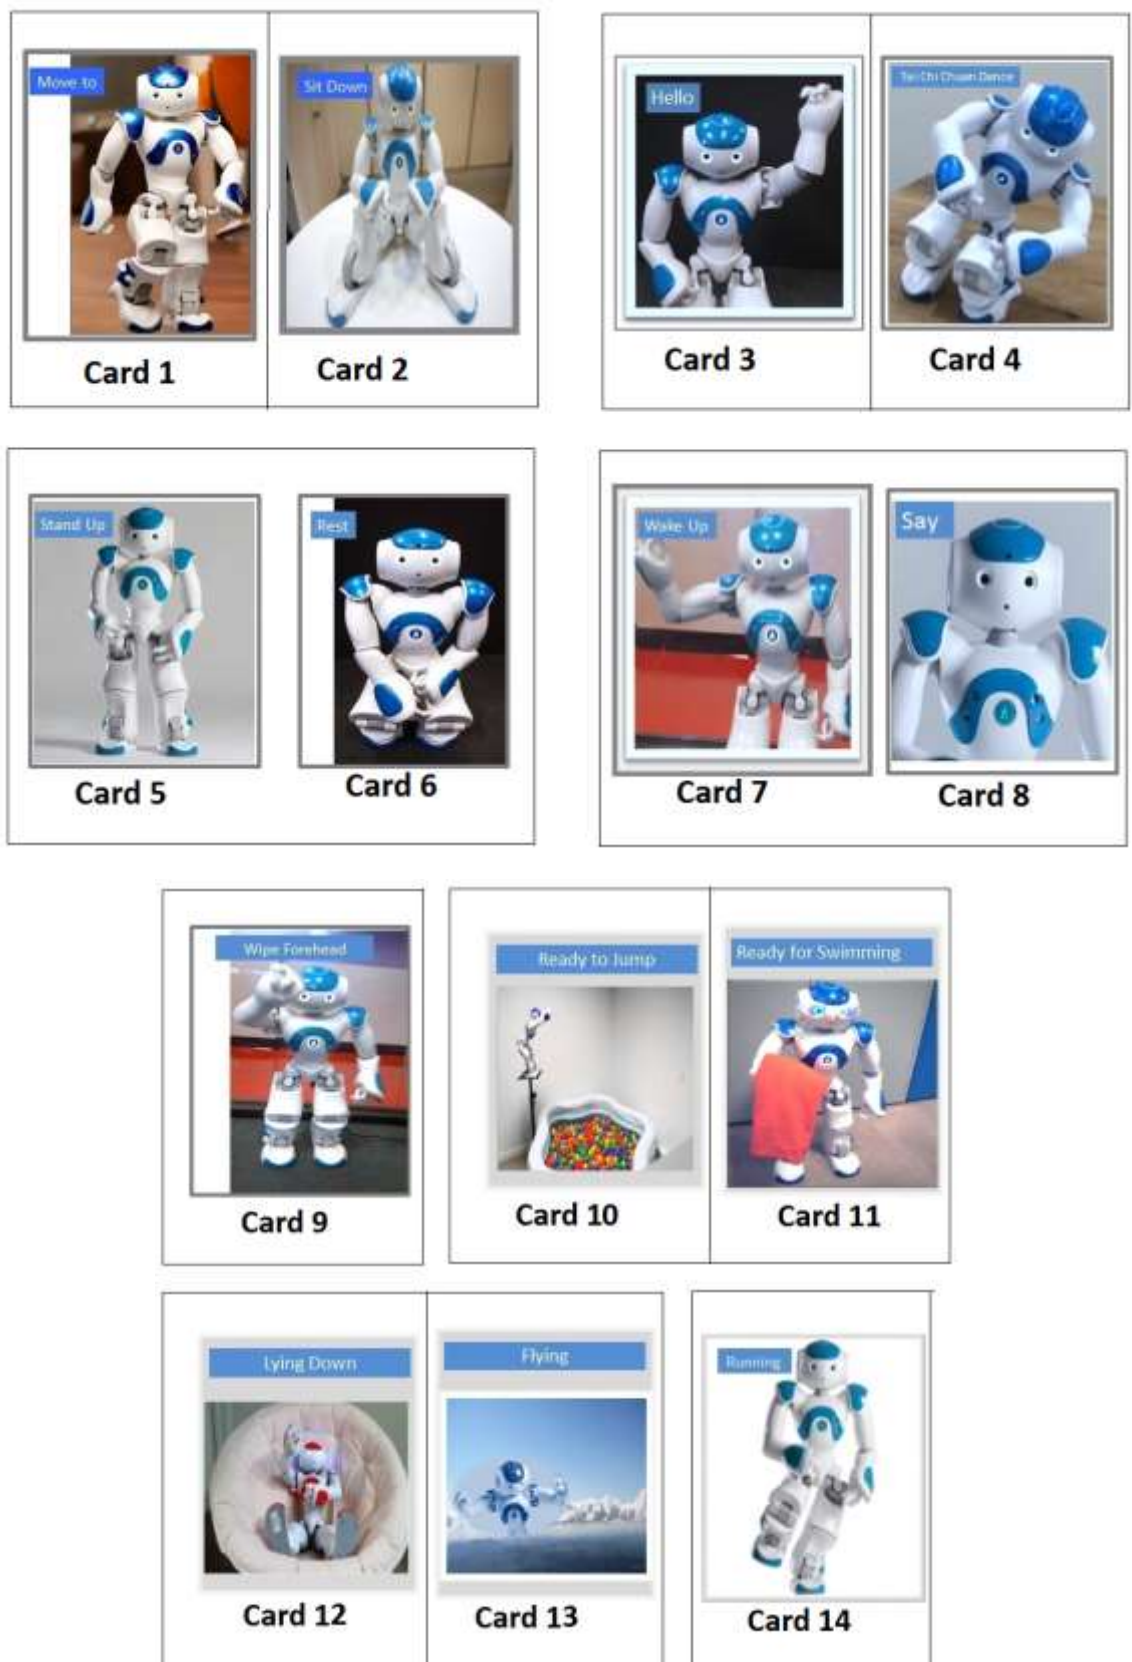 Move to
Sit Down
Card 1
Card 2
Hello
Tai Chi Chuan Dance
Card 3
Card 4
Stand Up
Rest
Card 5
Card 6
Wake Up
Say
Card 7
Card 8
Wipe Forehead
Ready to Jump
Ready for Swimming
Card 9
Card 10
Card 11
Lying Down
Flying
Running
Card 12
Card 13
Card 14